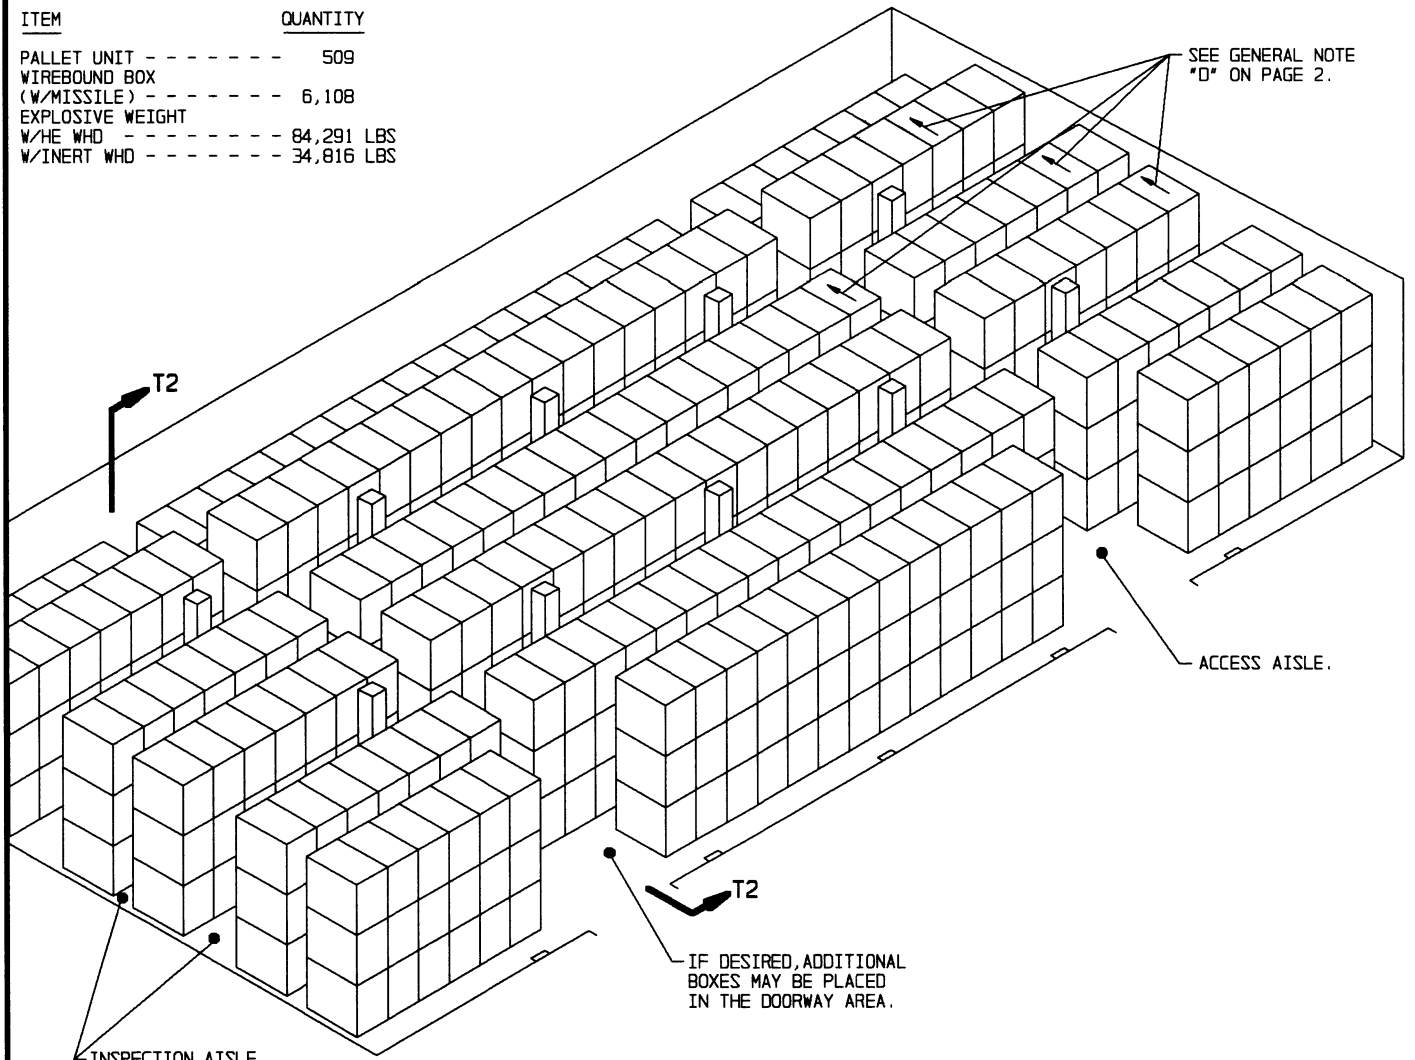 ITEM QUANTITY
PALLET UNIT - - - - - - - 509
WIREBOUND BOX
(W/MISSILE) - - - - - - - 6,108
EXPLOSIVE WEIGHT
W/HE WHD - - - - - - - - 84,291 LBS
W/INERT WHD - - - - - - - 34,816 LBS
SEE GENERAL NOTE
"D" ON PAGE 2.
T2
ACCESS AISLE.
T2
IF DESIRED, ADDITIONAL
BOXES MAY BE PLACED
IN THE DOORWAY AREA.
INSPECTION AISLE